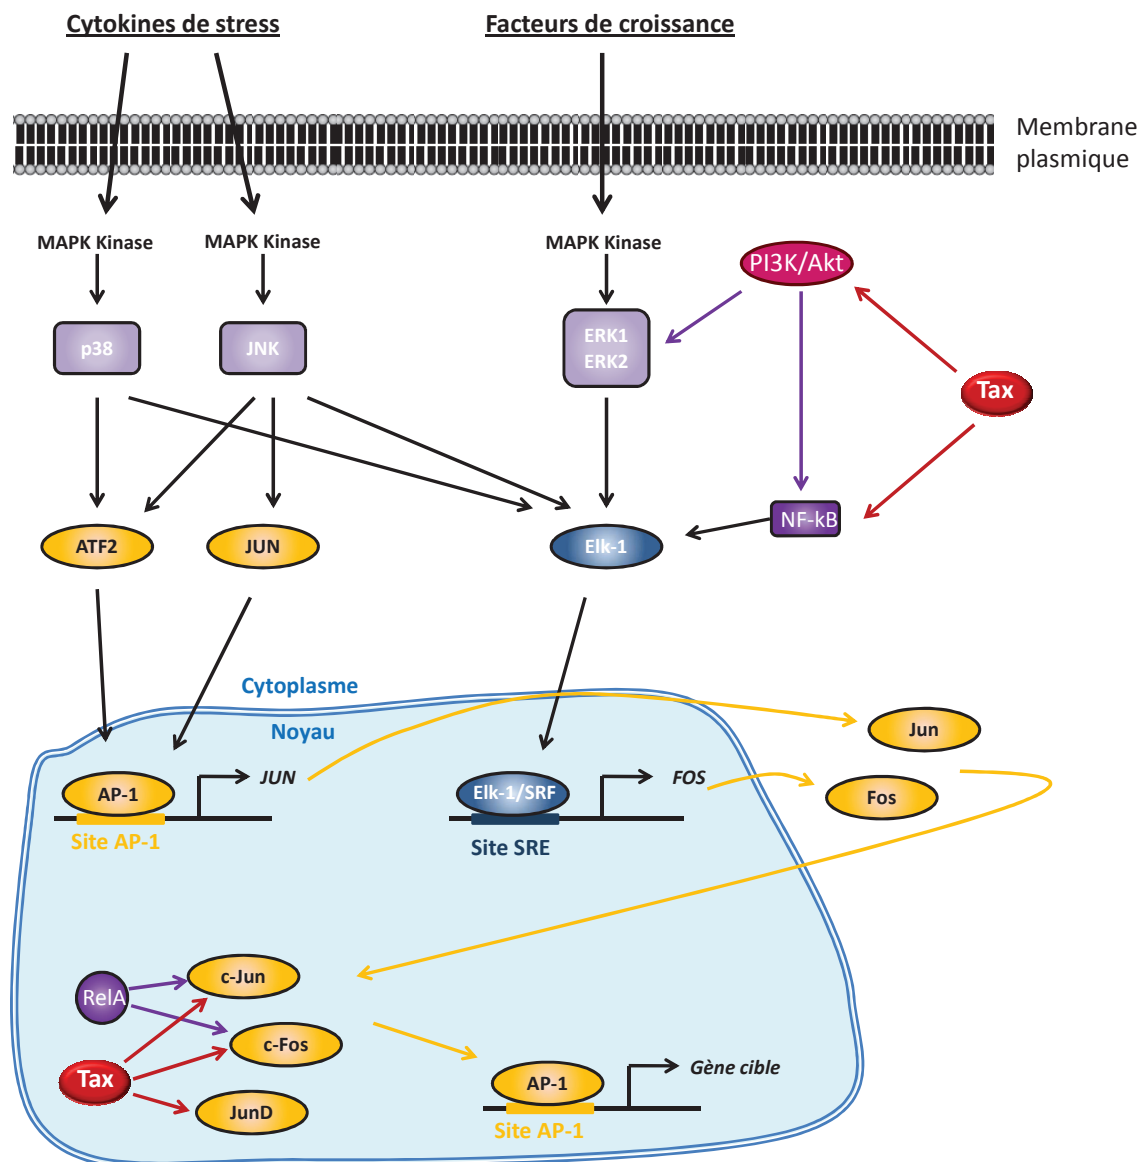 Cytokines de stress
Facteurs de croissance
Membrane
plasmique
MAPK Kinase
MAPK Kinase
MAPK Kinase
PI3K/Akt
p38
JNK
ERK1
ERK2
Tax
ATF2
JUN
Elk-1
NF-kB
Cytoplasme
Noyau
Jun
AP-1
JUN
Elk-1/SRF
FOS
Fos
Site AP-1
Site SRE
c-Jun
RelA
c-Fos
Tax
JunD
AP-1
Gène cible
Site AP-1